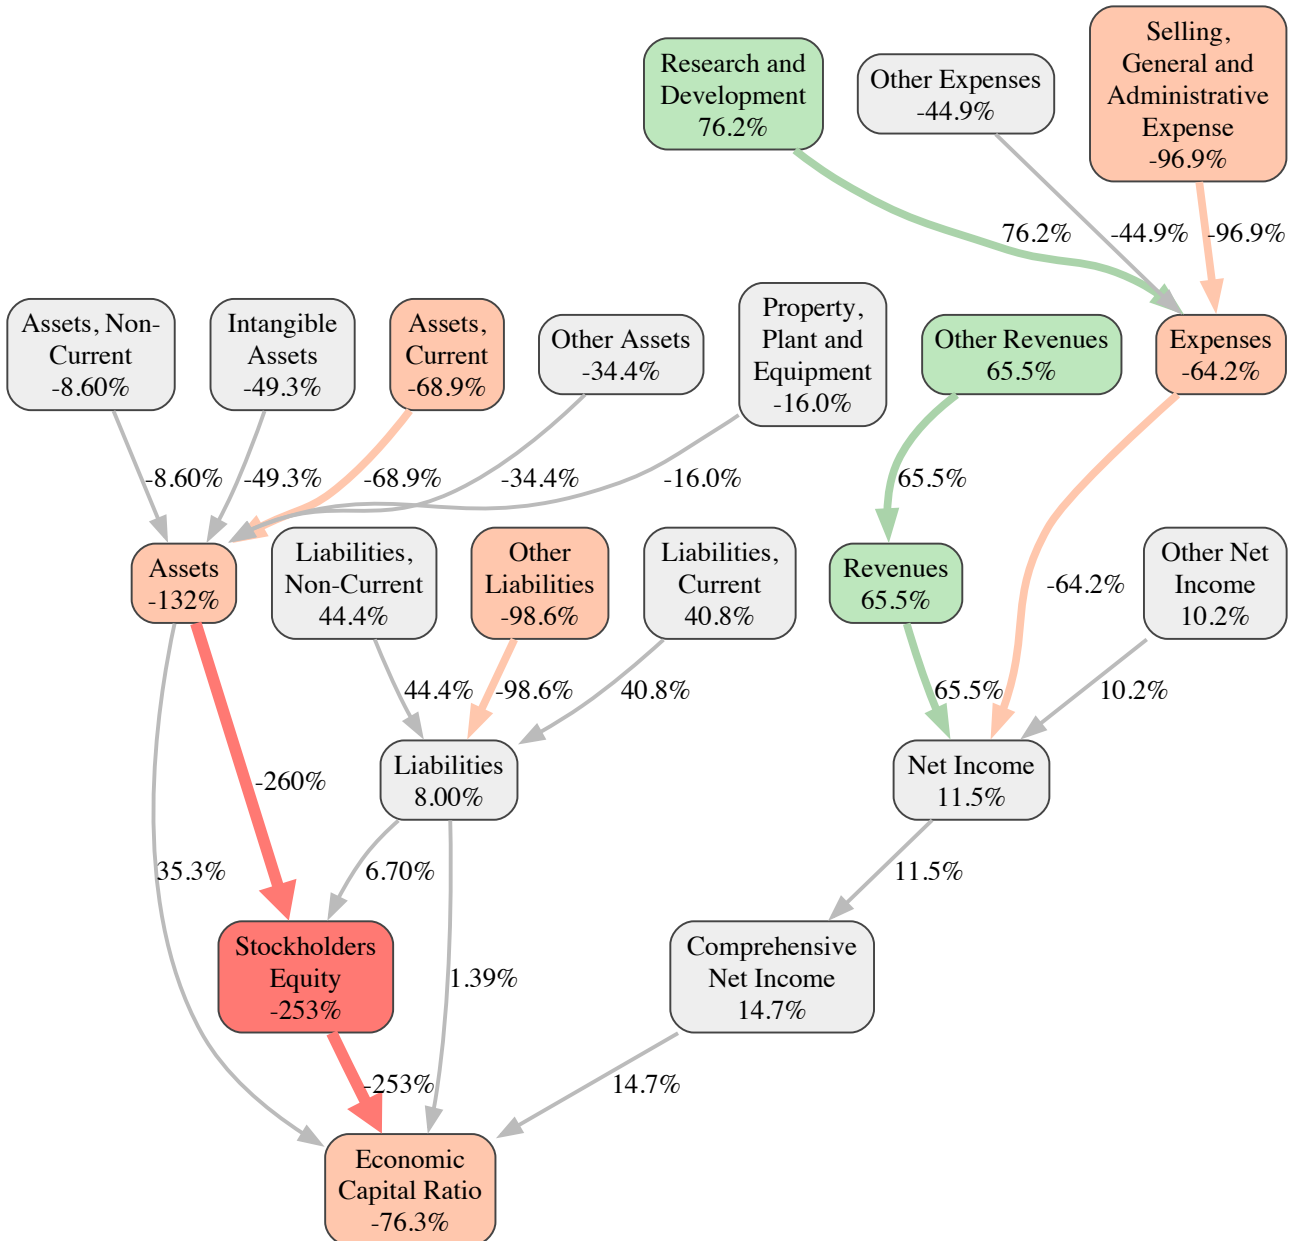 Research and
Development
76.2%
Other Expenses
-44.9%
Selling,
General and
Administrative
Expense
-96.9%
76.2%
-44.9%
-96.9%
Assets, Non-
Current
-8.60%
Intangible
Assets
-49.3%
Assets,
Current
-68.9%
Other Assets
-34.4%
Property,
Plant and
Equipment
-16.0%
Other Revenues
65.5%
Expenses
-64.2%
-8.60%
-49.3%
-68.9%
-34.4%
-16.0%
65.5%
Assets
-132%
Liabilities,
Non-Current
44.4%
Other
Liabilities
-98.6%
Liabilities,
Current
40.8%
Revenues
65.5%
-64.2%
Other Net
Income
10.2%
44.4%
-98.6%
40.8%
65.5%
10.2%
-260%
Liabilities
8.00%
Net Income
11.5%
35.3%
6.70%
11.5%
Stockholders
Equity
-253%
1.39%
Comprehensive
Net Income
14.7%
-253%
14.7%
Economic
Capital Ratio
-76.3%